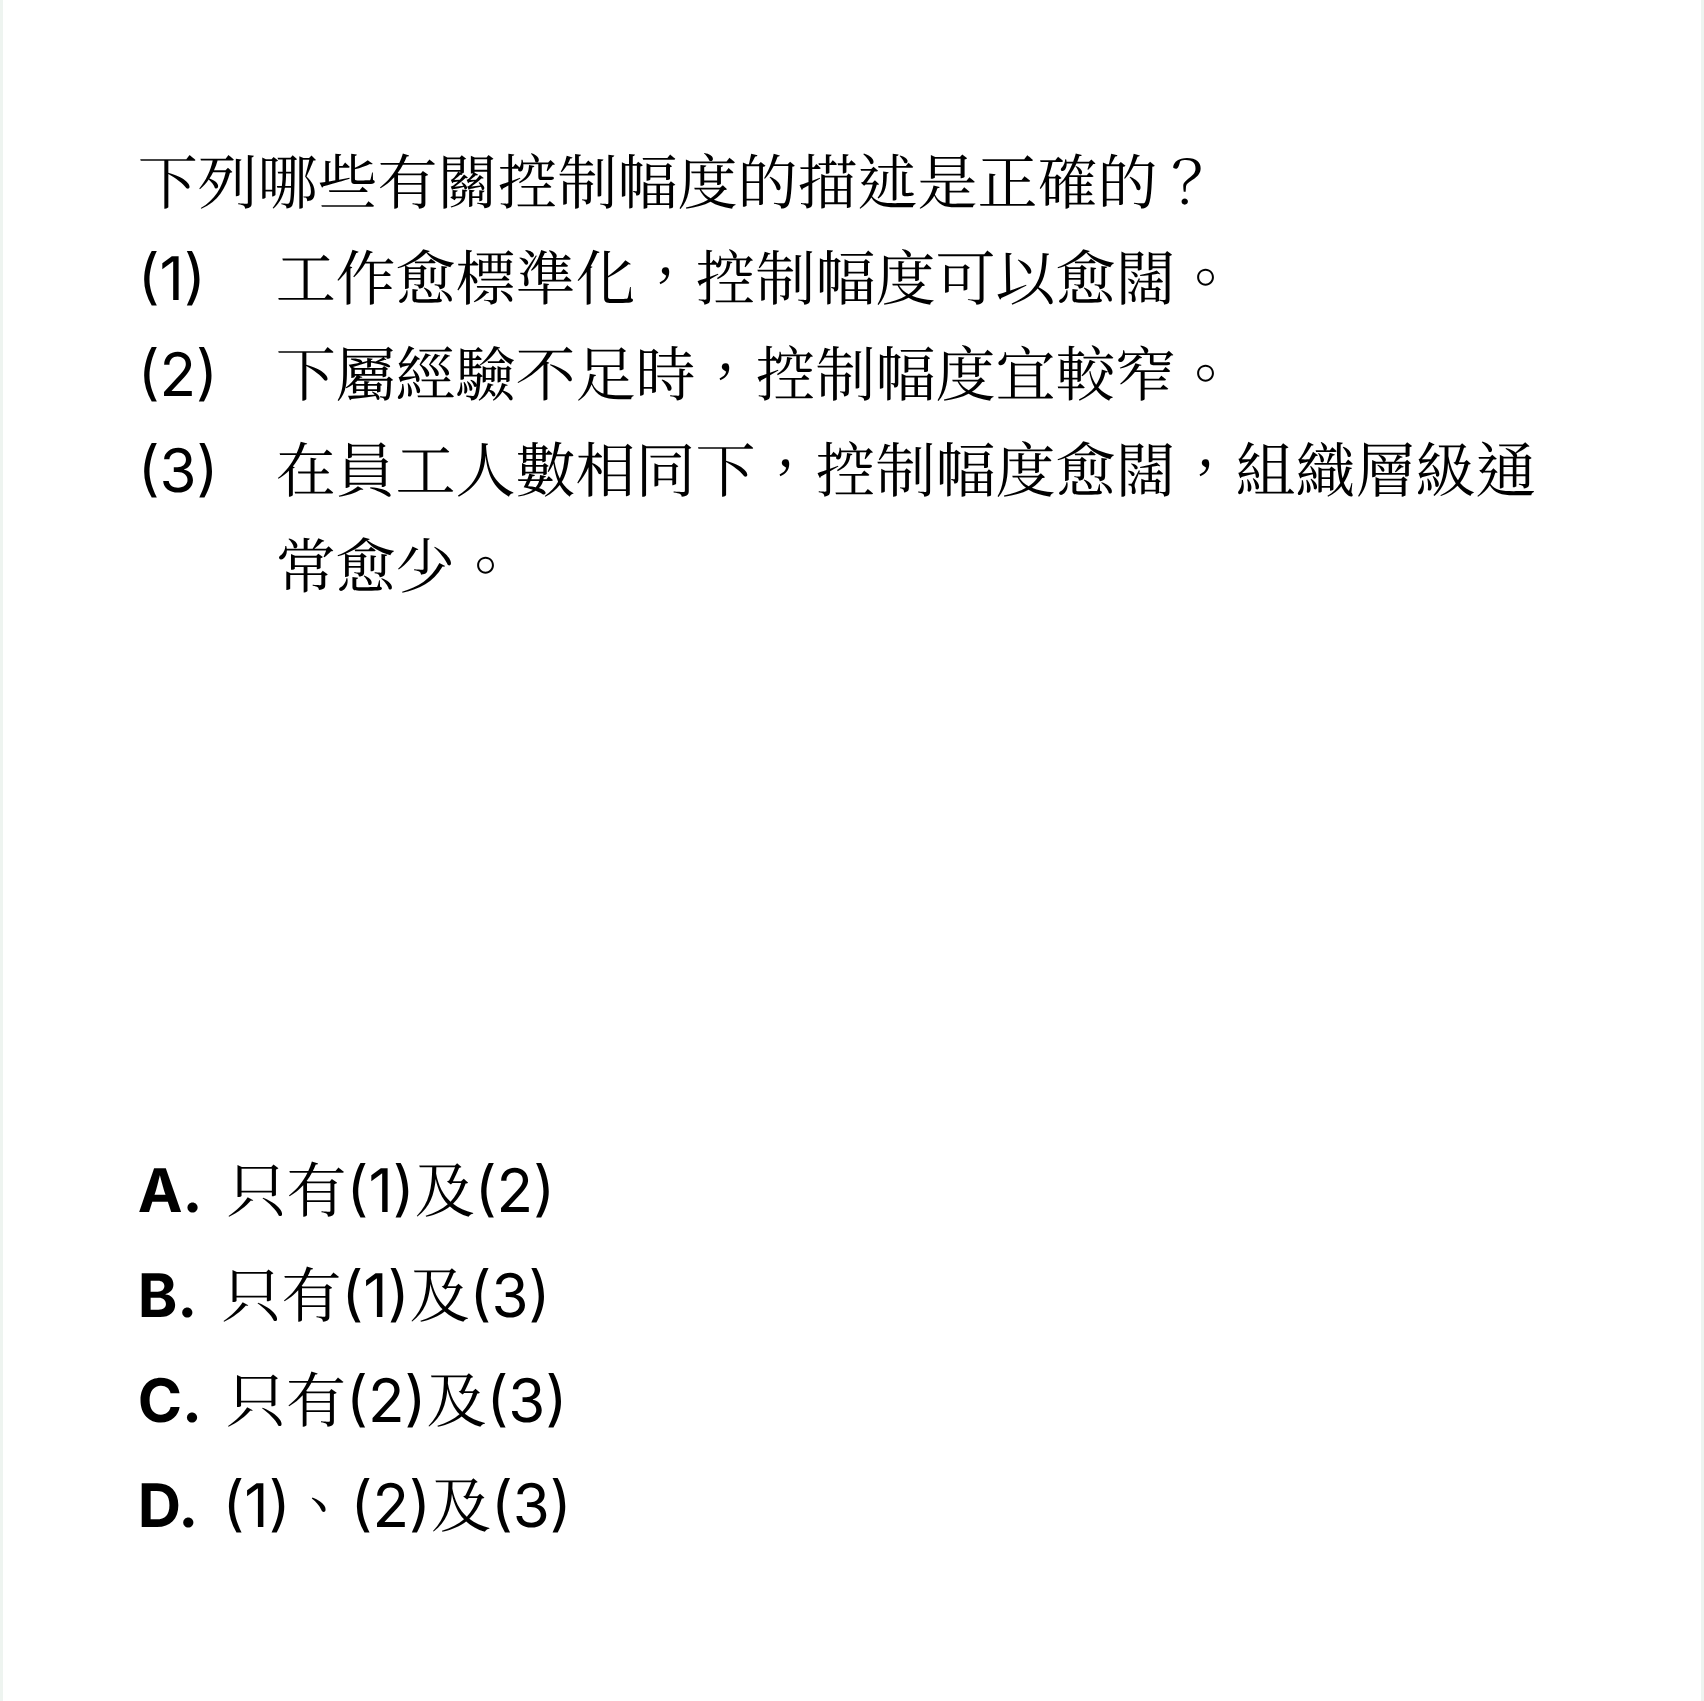 下列哪些有關控制幅度的描述是正確的？
(1) 工作愈標準化，控制幅度可以愈闊。
(2) 下屬經驗不足時，控制幅度宜較窄。
(3) 在員工人數相同下，控制幅度愈闊，組織層級通
常愈少。
A. 只有(1)及(2)
B. 只有(1)及(3)
C. 只有(2)及(3)
D. (1)、(2)及(3)